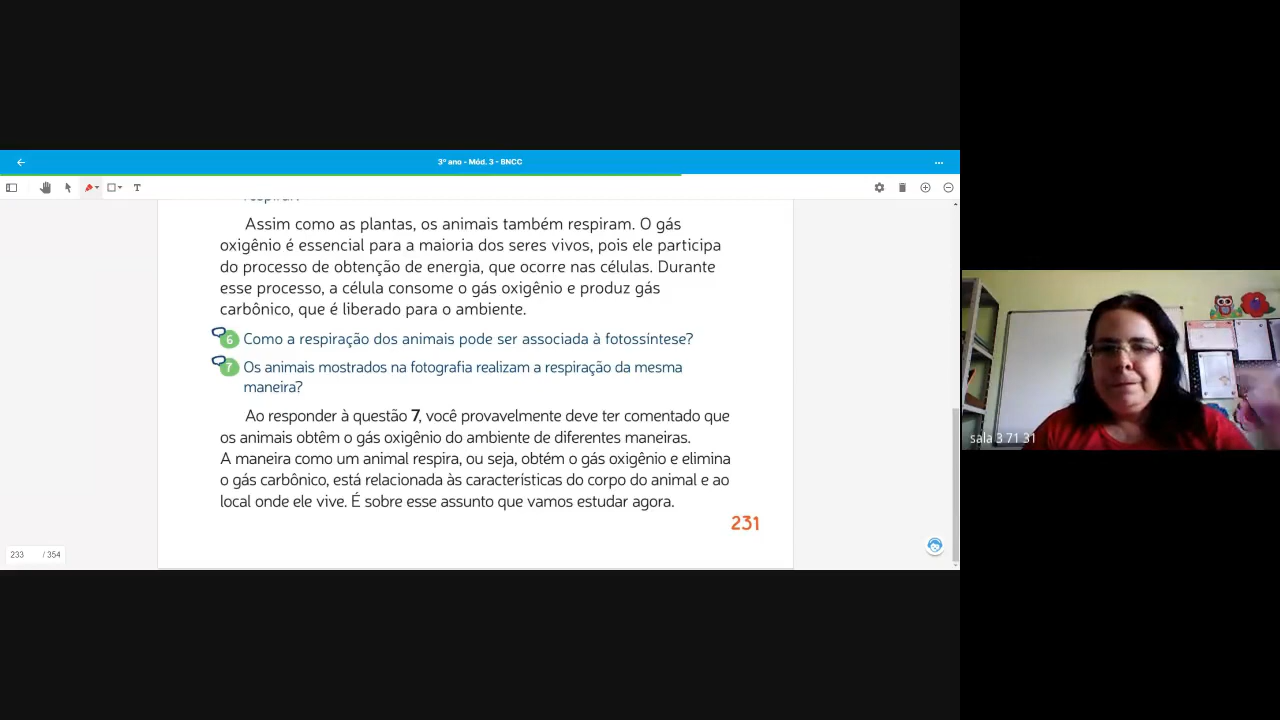 3º ano - Mód. 3 - BNCC
T
Assim como as plantas, os animais também respiram. O gás
oxigênio é essencial para a maioria dos seres vivos, pois ele participa
do processo de obtenção de energia, que ocorre nas células. Durante
esse processo, a célula consome o gás oxigênio e produz gás
carbônico, que é liberado para o ambiente.
6 Como a respiração dos animais pode ser associada à fotossíntese?
7 Os animais mostrados na fotografia realizam a respiração da mesma
maneira?
Ao responder à questão 7, você provavelmente deve ter comentado que
os animais obtêm o gás oxigênio do ambiente de diferentes maneiras.
A maneira como um animal respira, ou seja, obtém o gás oxigênio e elimina
o gás carbônico, está relacionada às características do corpo do animal e ao
local onde ele vive. É sobre esse assunto que vamos estudar agora.
231
233 / 354
sala 3 71 31